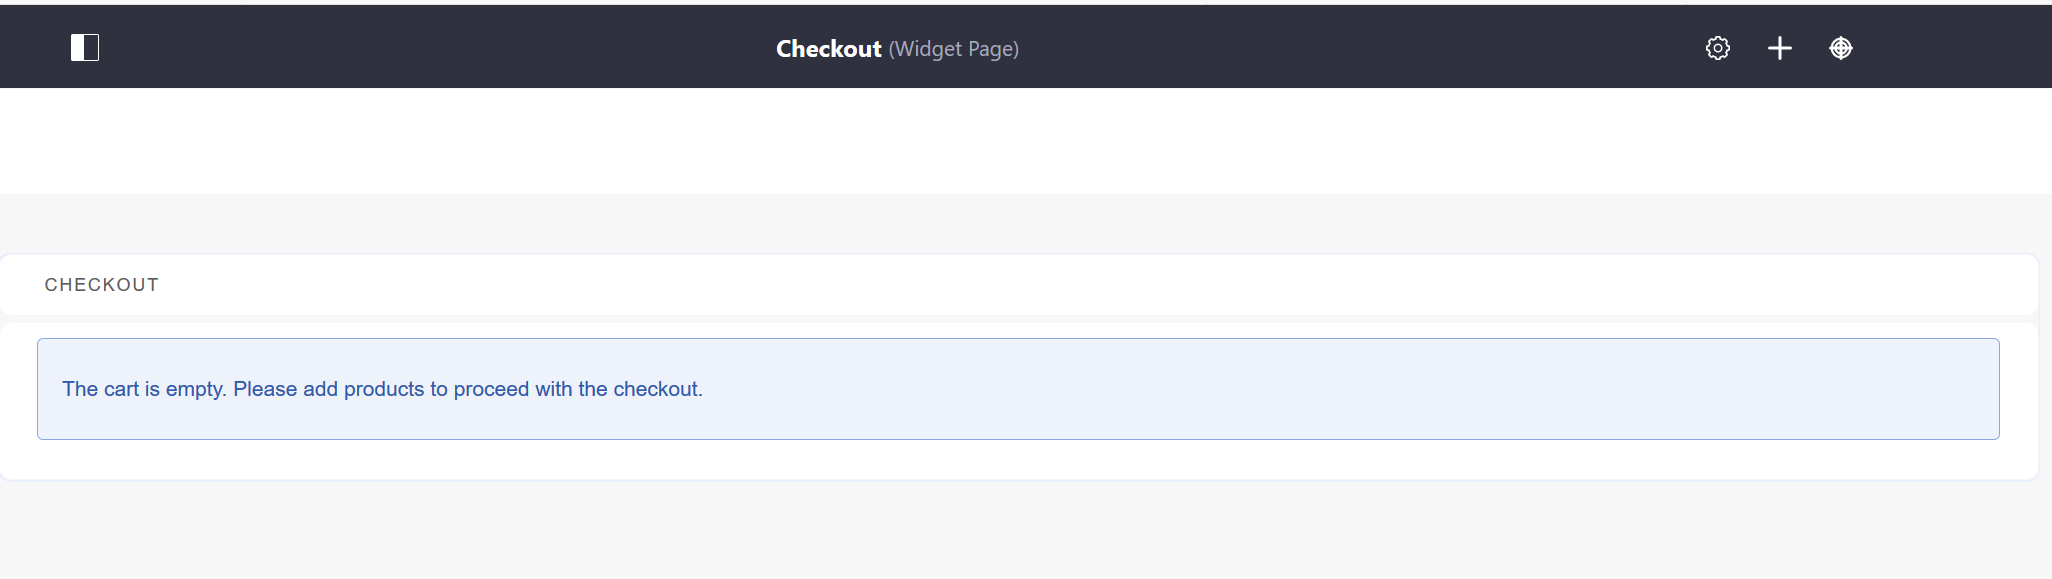 Checkout (Widget Page)
CHECKOUT
The cart is empty. Please add products to proceed with the checkout.